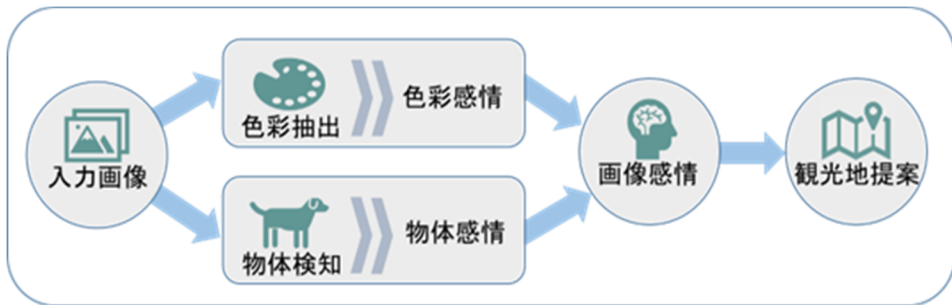 入力画像
色彩抽出
色彩感情
物体検知
物体感情
画像感情
観光地提案